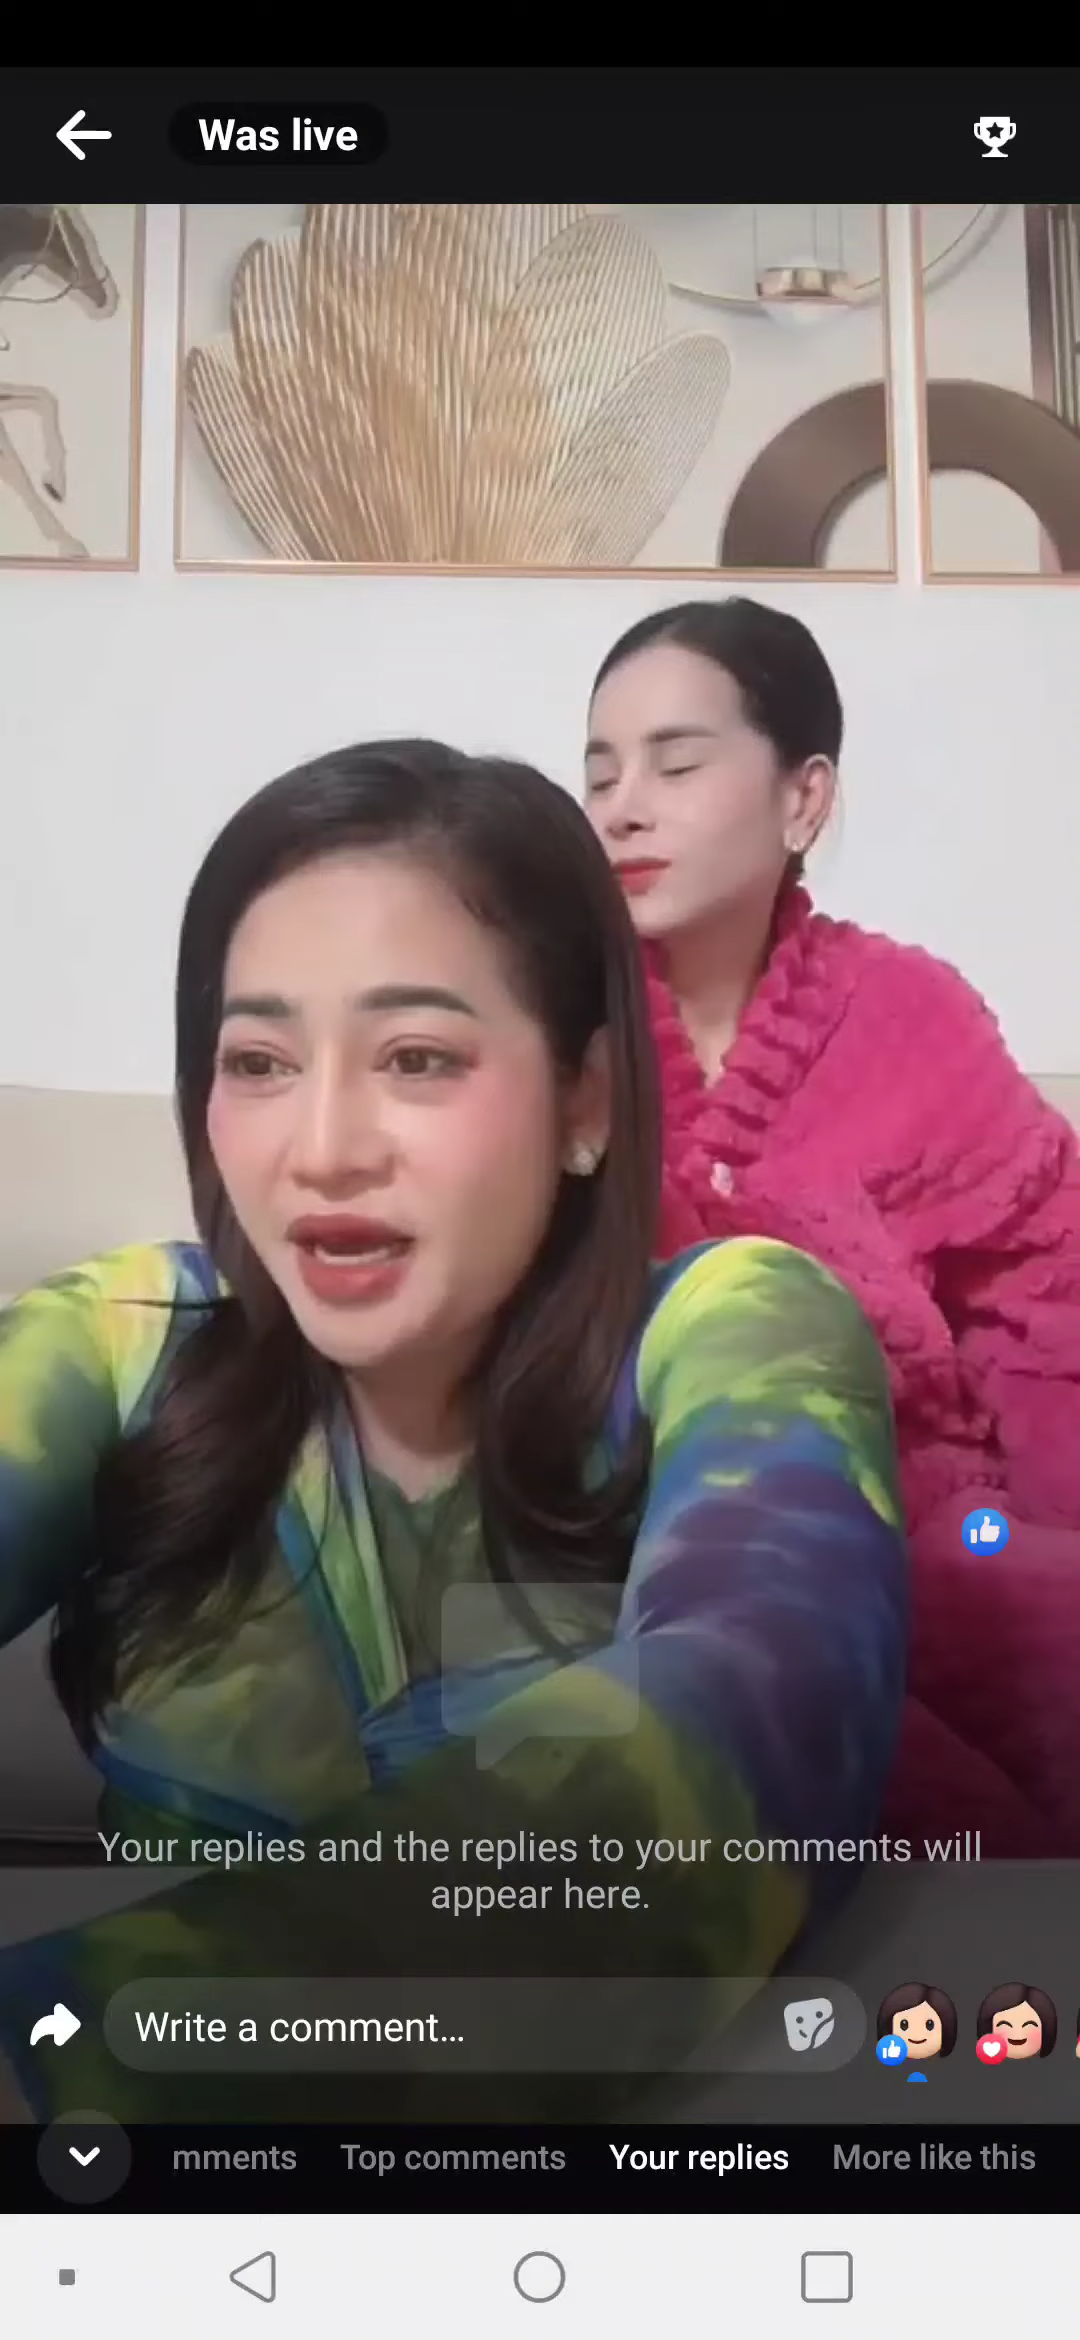 Was live
Your replies and the replies to your comments will
appear here.
Write a comment...
mments Top comments Your replies More like this